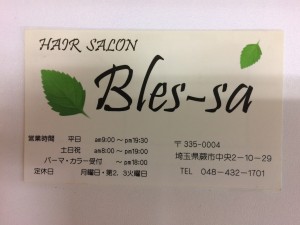 HAIR SALON
Bles-sa
営業時間 平日 am9:00 ~ pm19:30
土日祝 am8:00 ~ pm19:00
パーマ・カラー受付 ~ pm18:00
定休日 月曜日・第2, 3火曜日
〒335-0004
埼玉県蕨市中央2-10-29
TEL 048-432-1701